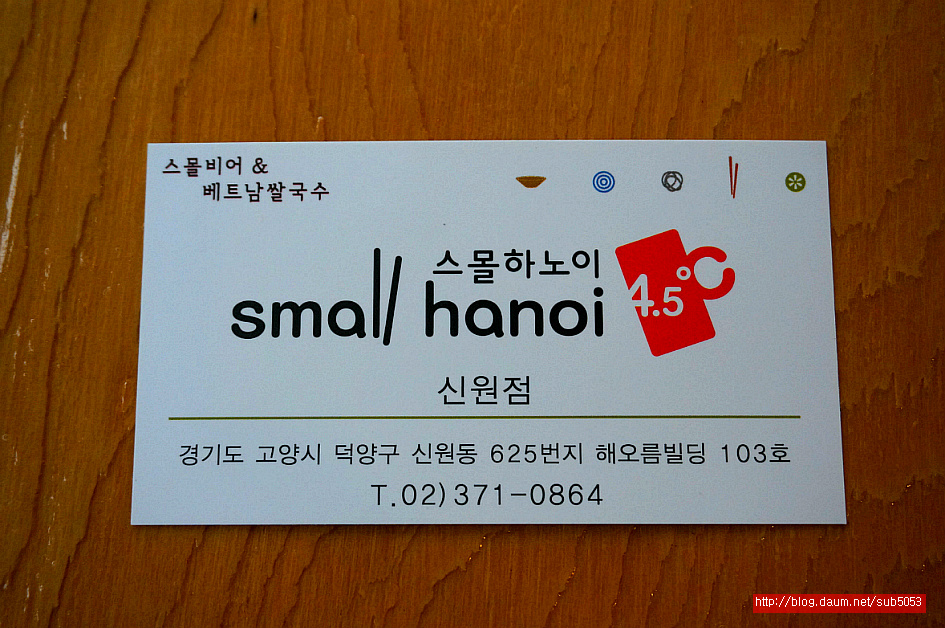 스몰비어 &
베트남쌀국수
스몰하노이
small hanoi
4.5°C
신원점
경기도 고양시 덕양구 신원동 625번지 해오름빌딩 103호
T.02)371-0864
http://blog.daum.net/sub5053